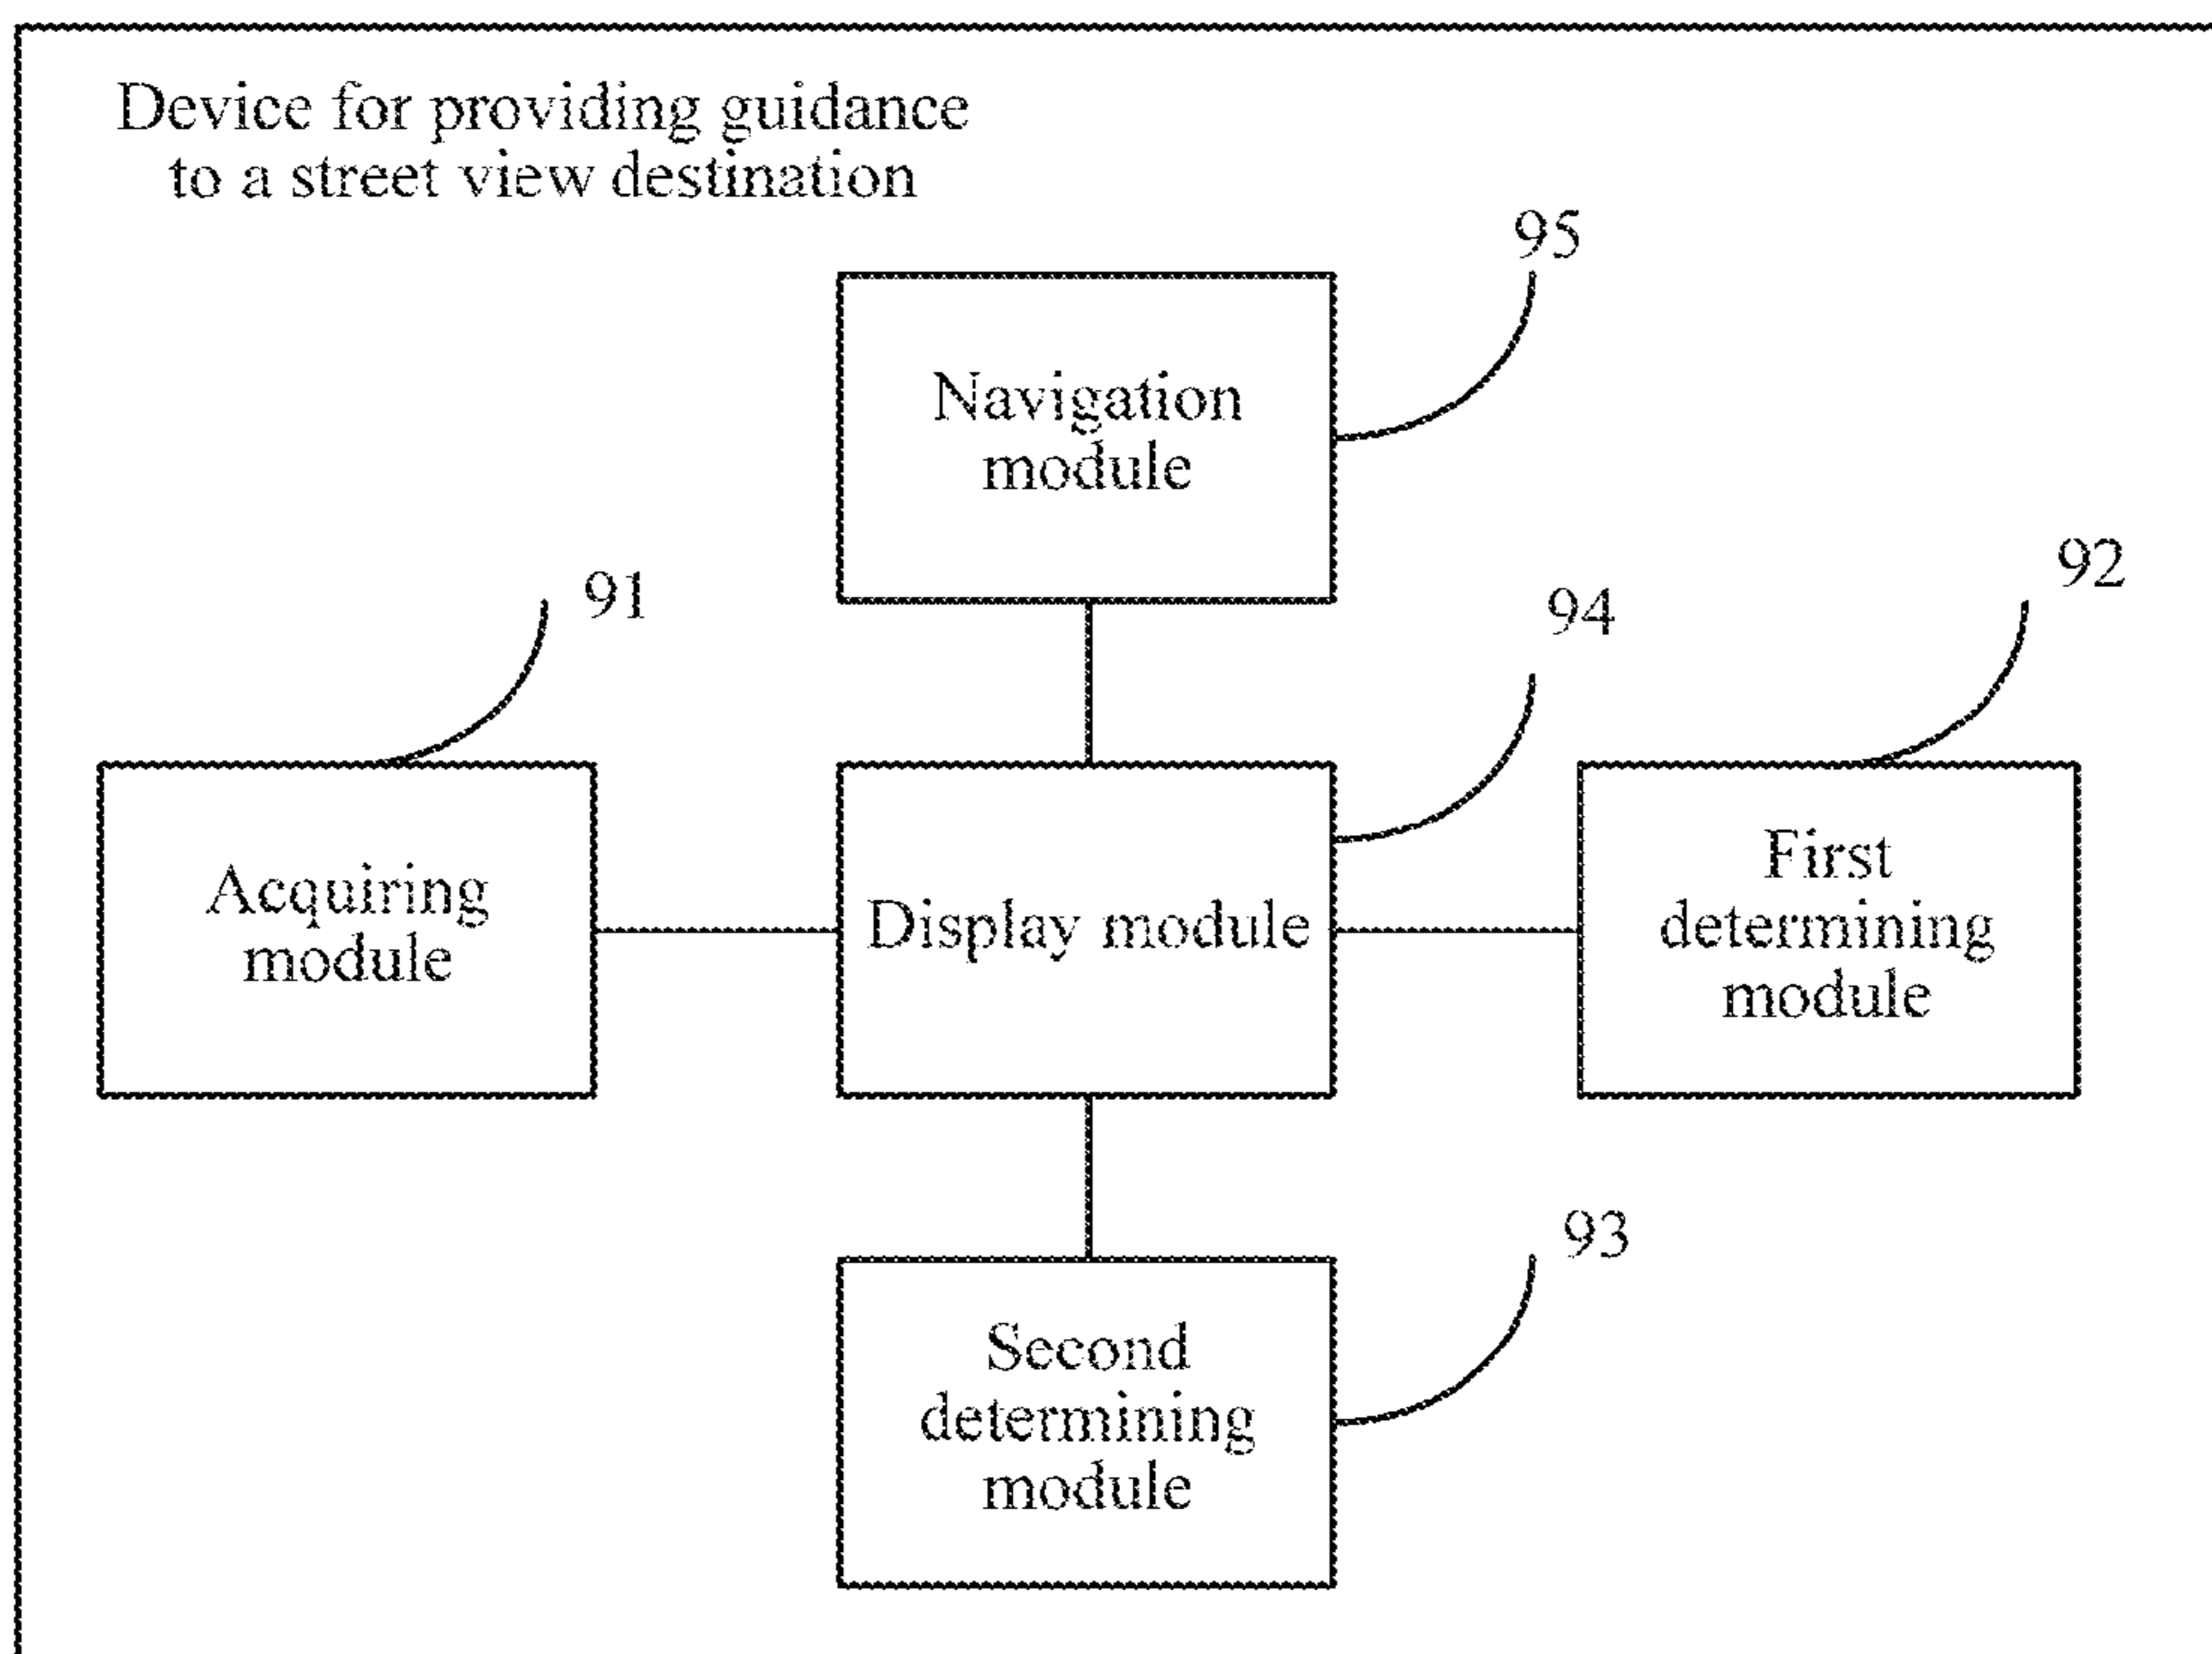 Device for providing guidance
to a street view destination
95
Navigation
module
91
92
94
Acquiring
module
Display module
First
determining
module
93
Second
determining
module